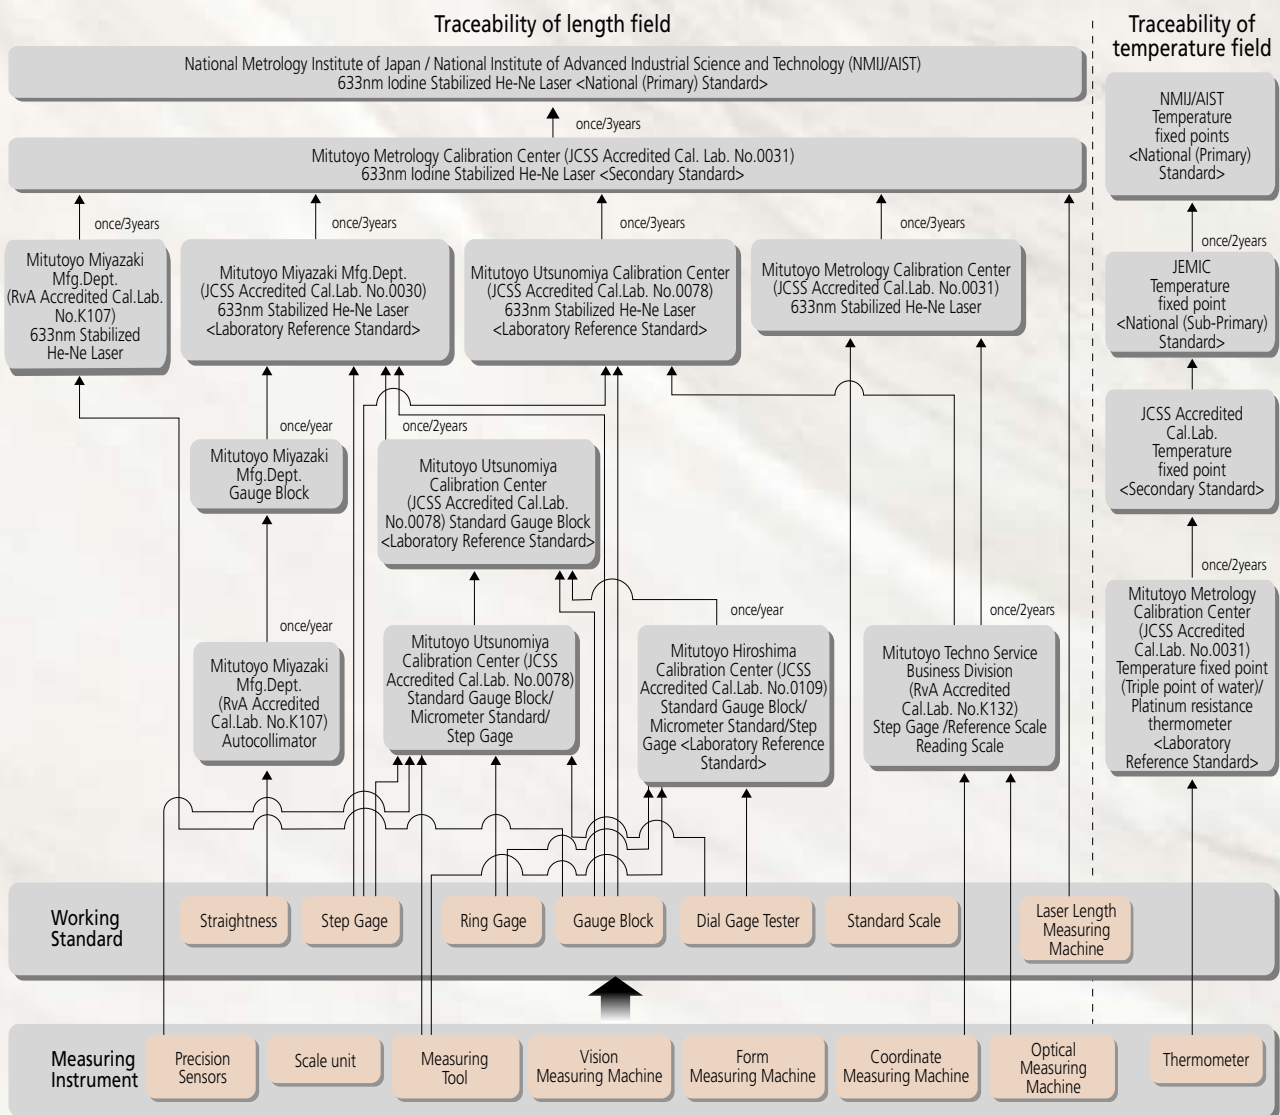 Traceability of length field
Traceability of
temperature field
National Metrology Institute of Japan / National Institute of Advanced Industrial Science and Technology (NMIJ/AIST)
633nm Iodine Stabilized He-Ne Laser <National (Primary) Standard>
NMIJ/AIST
Temperature
fixed points
<National (Primary)
Standard>
once/3years
Mitutoyo Metrology Calibration Center (JCSS Accredited Cal. Lab. No.0031)
633nm Iodine Stabilized He-Ne Laser <Secondary Standard>
once/3years
once/3years
once/3years
once/3years
once/2years
Mitutoyo Miyazaki
Mfg.Dept.
(RvA Accredited Cal.Lab.
No.K107)
633nm Stabilized
He-Ne Laser
Mitutoyo Miyazaki Mfg.Dept.
(JCSS Accredited Cal.Lab. No.0030)
633nm Stabilized He-Ne Laser
<Laboratory Reference Standard>
Mitutoyo Utsunomiya Calibration Center
(JCSS Accredited Cal.Lab. No.0078)
633nm Stabilized He-Ne Laser
<Laboratory Reference Standard>
Mitutoyo Metrology Calibration Center
(JCSS Accredited Cal.Lab. No.0031)
633nm Stabilized He-Ne Laser
JEMIC
Temperature
fixed point
<National (Sub-Primary)
Standard>
once/year
once/2years
Mitutoyo Miyazaki
Mfg.Dept.
Gauge Block
Mitutoyo Utsunomiya
Calibration Center
(JCSS Accredited Cal.Lab.
No.0078) Standard Gauge Block
<Laboratory Reference Standard>
JCSS Accredited
Cal.Lab.
Temperature
fixed point
<Secondary Standard>
once/year
once/year
once/2years
once/2years
Mitutoyo Miyazaki
Mfg.Dept.
(RvA Accredited
Cal.Lab. No.K107)
Autocollimator
Mitutoyo Utsunomiya
Calibration Center (JCSS
Accredited Cal.Lab. No.0078)
Standard Gauge Block/
Micrometer Standard/
Step Gage
Mitutoyo Hiroshima
Calibration Center (JCSS
Accredited Cal.Lab. No.0109)
Standard Gauge Block/
Micrometer Standard/Step
Gage <Laboratory Reference
Standard>
Mitutoyo Techno Service
Business Division
(RvA Accredited
Cal.Lab. No.K132)
Step Gage /Reference Scale
Reading Scale
Mitutoyo Metrology
Calibration Center
(JCSS Accredited
Cal.Lab. No.0031)
Temperature fixed point
(Triple point of water)/
Platinum resistance
thermometer
<Laboratory
Reference Standard>
Working
Standard
Straightness
Step Gage
Ring Gage
Gauge Block
Dial Gage Tester
Standard Scale
Laser Length
Measuring
Machine
Measuring
Instrument
Precision
Sensors
Scale unit
Measuring
Tool
Vision
Measuring Machine
Form
Measuring Machine
Coordinate
Measuring Machine
Optical
Measuring
Machine
Thermometer